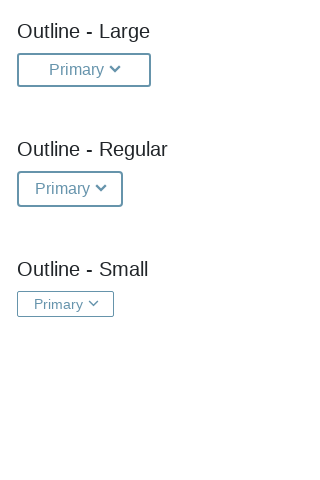 Outline - Large
Primary
Outline - Regular
Primary
Outline - Small
Primary